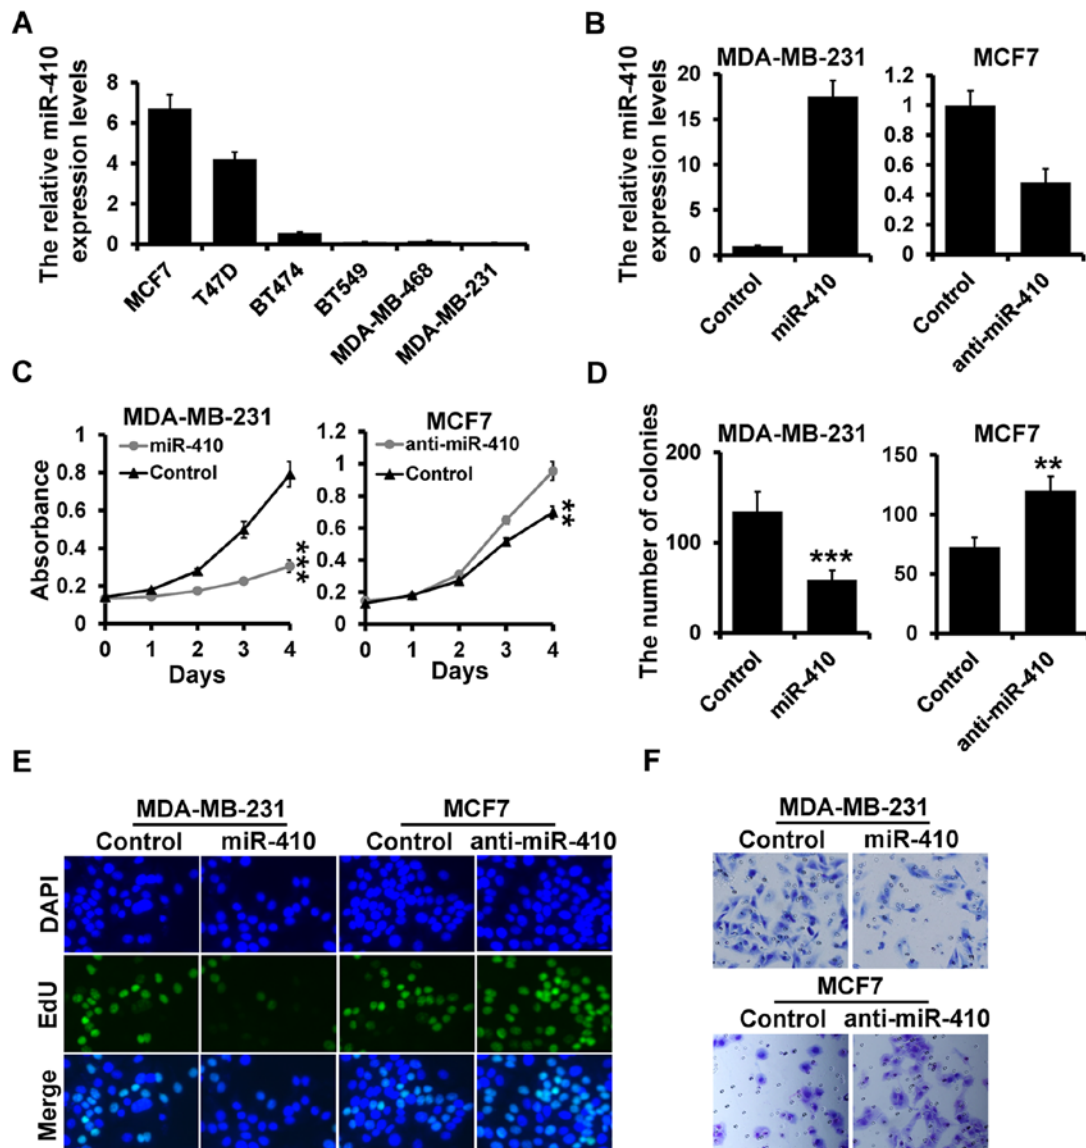 A
The relative miR-410
expression levels
8
6
4
2
0
MCF7
T47D
BT474
BT549
MDA-MB-468
MDA-MB-231
B
The relative miR-410
expression levels
MDA-MB-231
20
15
10
5
0
Control
miR-410
MCF7
1.2
1
0.8
0.6
0.4
0.2
0
Control
anti-miR-410
C
Absorbance
MDA-MB-231
miR-410
Control
1
0.8
0.6
0.4
0.2
0
***
0 1 2 3 4
Days
MCF7
anti-miR-410
Control
1.2
1
0.8
0.6
0.4
0.2
0
**
0 1 2 3 4
Days
D
The number of colonies
MDA-MB-231
200
100
0
***
Control
miR-410
MCF7
150
100
50
0
**
Control
anti-miR-410
E
MDA-MB-231
MCF7
Control miR-410 Control anti-miR-410
DAPI
EdU
Merge
F
MDA-MB-231
Control miR-410
MCF7
Control anti-miR-410